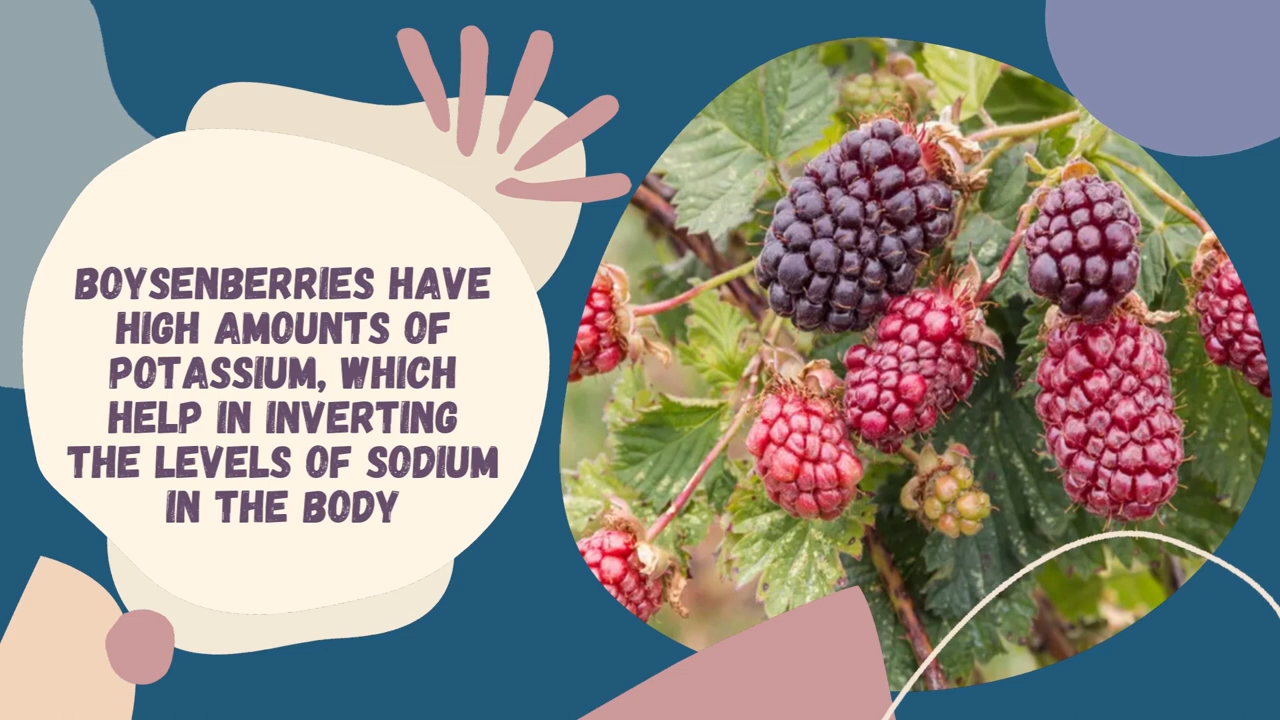 BOYSENBERRIES HAVE
HIGH AMOUNTS OF
POTASSIUM, WHICH
HELP IN INVERTING
THE LEVELS OF SODIUM
IN THE BODY